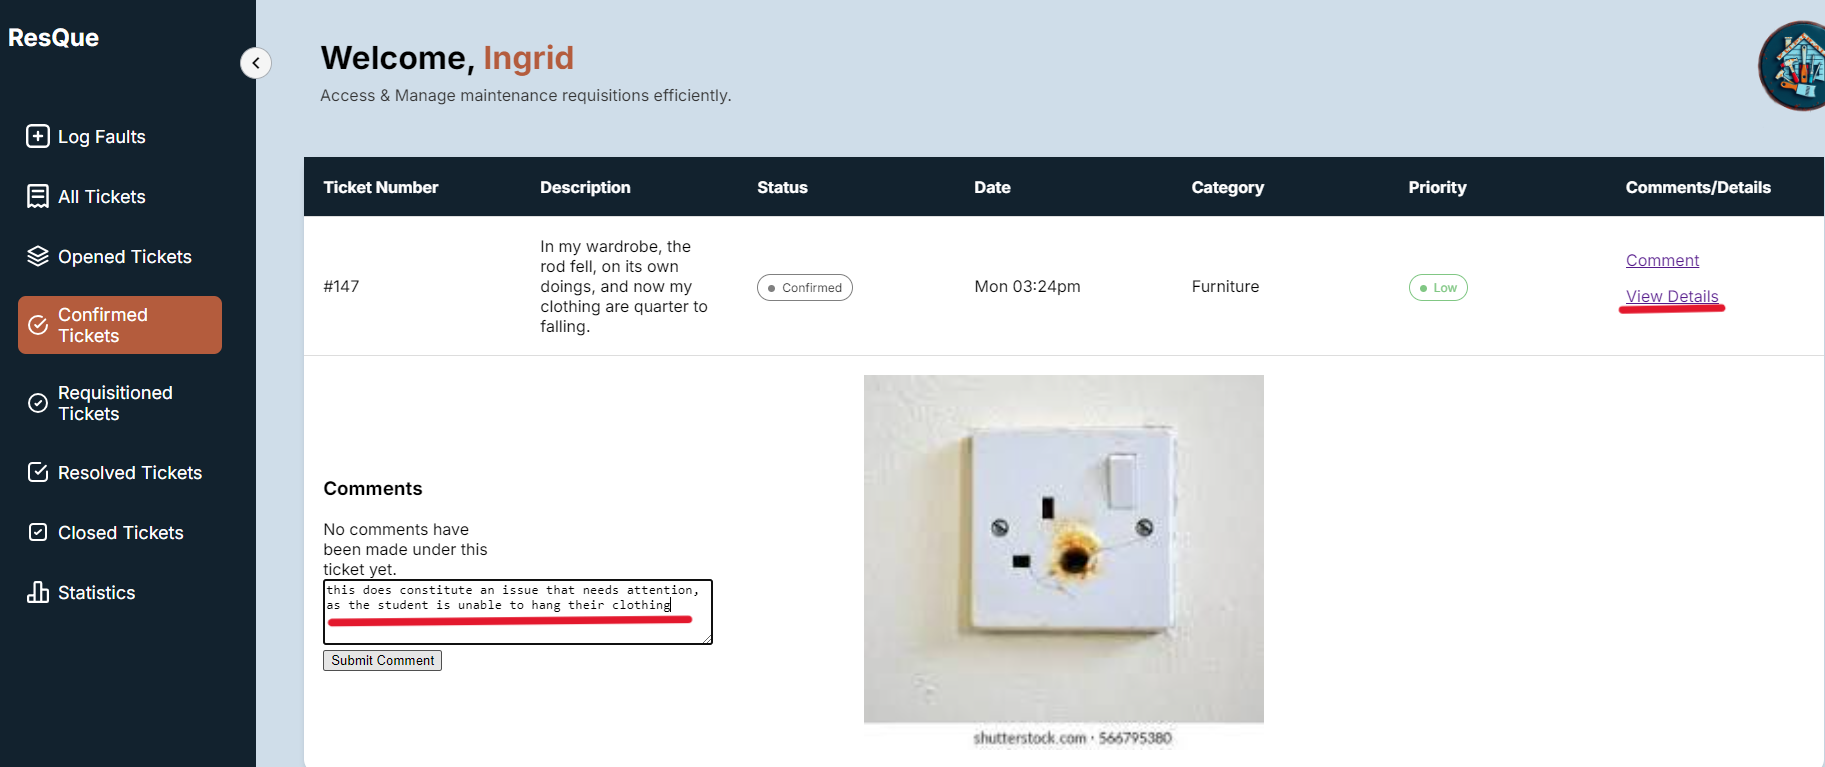 ResQue
Log Faults
All Tickets
Opened Tickets
Confirmed
Tickets
Requisitioned
Tickets
Resolved Tickets
Closed Tickets
Statistics
Welcome, Ingrid
Access & Manage maintenance requisitions efficiently.
Ticket Number Description Status Date Category Priority Comments/Details
#147
In my wardrobe, the
rod fell, on its own
doings, and now my
clothing are quarter to
falling.
Confirmed
Mon 03:24pm
Furniture
Low
Comment
View Details
Comments
No comments have
been made under this
ticket yet.
this does constitute an issue that needs attention,
as the student is unable to hang their clothing
Submit Comment
shutterstock.com · 566795380